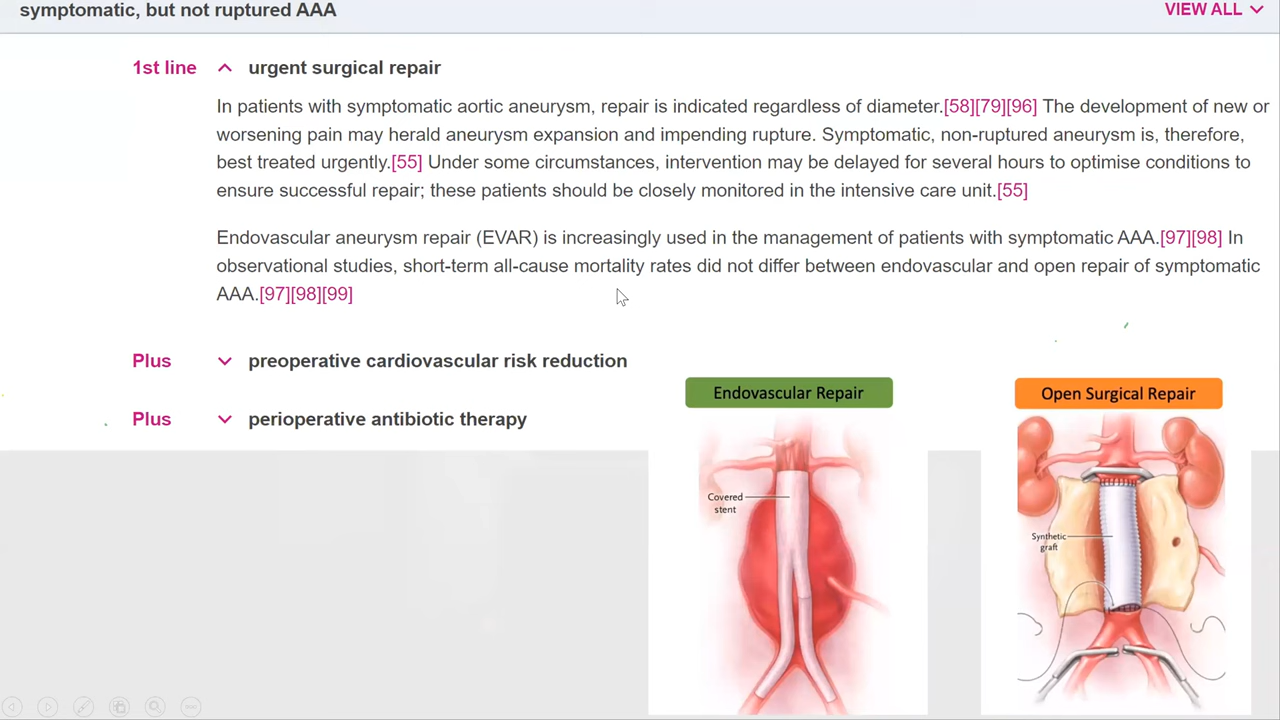 symptomatic, but not ruptured AAA
VIEW ALL
1st line
urgent surgical repair
In patients with symptomatic aortic aneurysm, repair is indicated regardless of diameter.[58][79][96] The development of new or
worsening pain may herald aneurysm expansion and impending rupture. Symptomatic, non-ruptured aneurysm is, therefore,
best treated urgently.[55] Under some circumstances, intervention may be delayed for several hours to optimise conditions to
ensure successful repair; these patients should be closely monitored in the intensive care unit.[55]
Endovascular aneurysm repair (EVAR) is increasingly used in the management of patients with symptomatic AAA.[97][98] In
observational studies, short-term all-cause mortality rates did not differ between endovascular and open repair of symptomatic
AAA.[97][98][99]
Plus
preoperative cardiovascular risk reduction
Plus
perioperative antibiotic therapy
Endovascular Repair
Covered
stent
Open Surgical Repair
Synthetic
graft